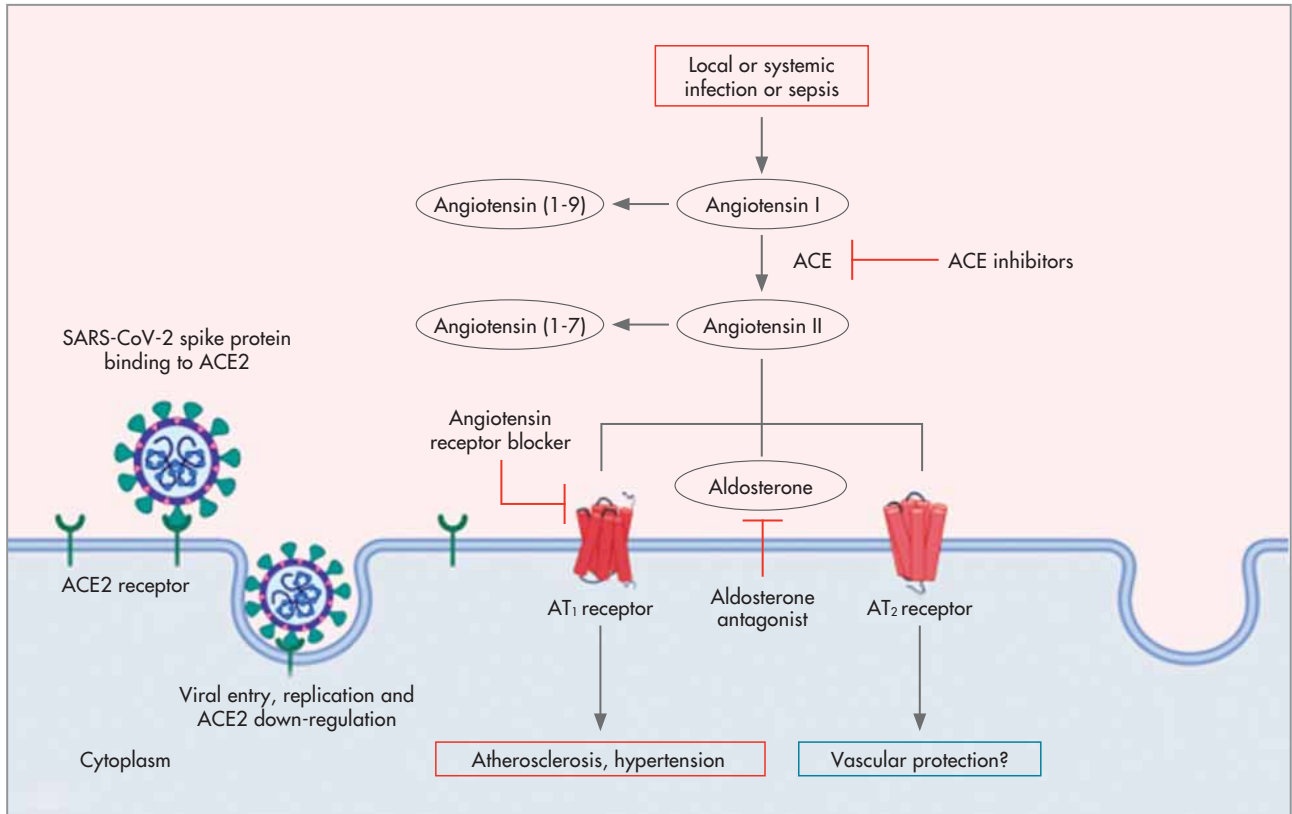 Local or systemic
infection or sepsis
Angiotensin (1-9)
Angiotensin I
ACE
ACE inhibitors
Angiotensin (1-7)
Angiotensin II
SARS-CoV-2 spike protein
binding to ACE2
Angiotensin
receptor blocker
Aldosterone
ACE2 receptor
AT₁ receptor
Aldosterone
antagonist
AT₂ receptor
Viral entry, replication and
ACE2 down-regulation
Cytoplasm
Atherosclerosis, hypertension
Vascular protection?